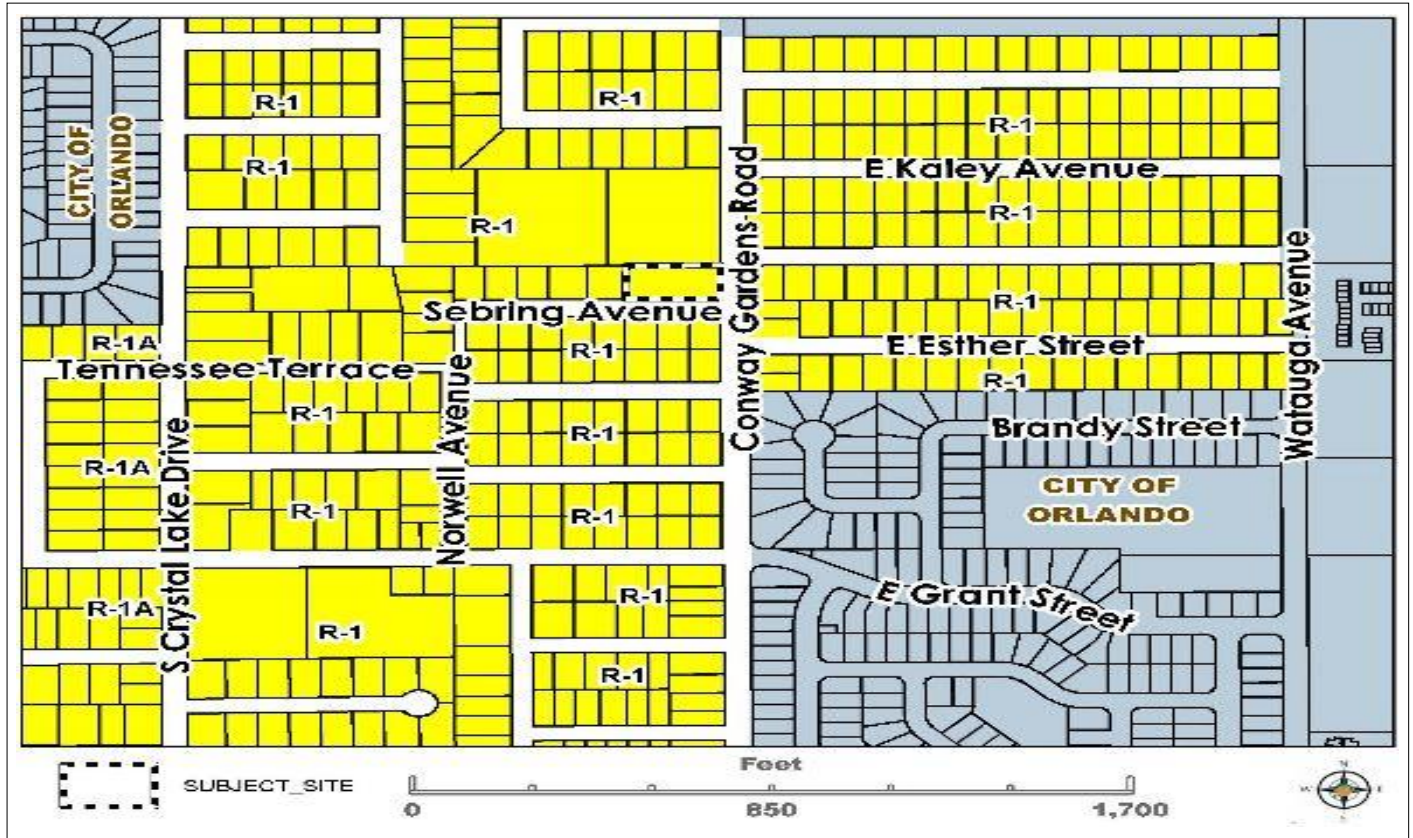 R-1
R-1
CITY OF
ORLANDO
R-1
R-1
E Kaley Avenue
R-1
R-1
Conway Gardens Road
Watauga Avenue
Sebring Avenue
R-1
R-1
R-1A
E Esther Street
Tennessee Terrace
R-1
R-1
Brandy Street
R-1
R-1A
S Crystal Lake Drive
Norwell Avenue
CITY OF
ORLANDO
R-1
R-1
E Grant Street
R-1A
R-1
R-1
R-1
Feet
SUBJECT_SITE
0
850
1,700
N
W
E